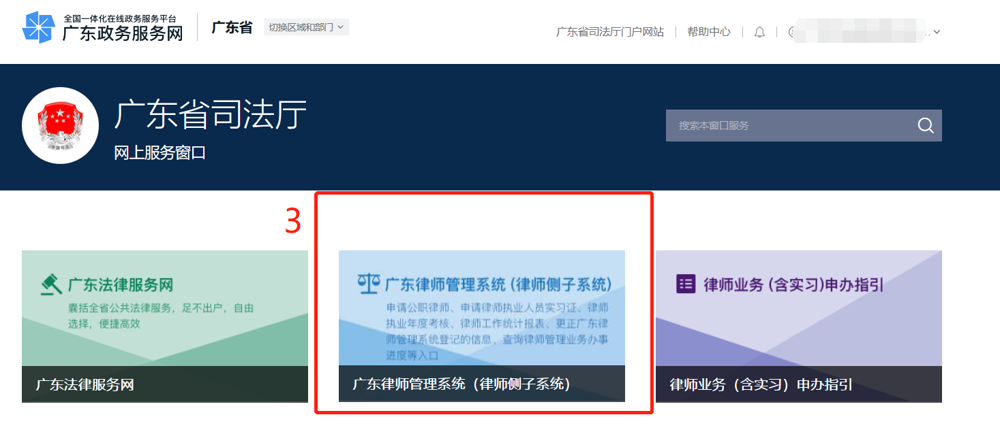 全国一体化在线政务服务平台
广东政务服务网
广东省
切换区域和部门
广东省司法厅门户网站
帮助中心
中国司法
广东省司法厅
网上服务窗口
搜索本窗口服务
3
广东法律服务网
囊括全省公共法律服务，足不出户，自由
选择，便捷高效
广东法律服务网
广东律师管理系统 (律师侧子系统)
申请公职律师、申请律师执业人员实习证、律师
执业年度考核、律师工作统计报表、更正广东律
师管理系统登记的信息、查询律师管理业务办事
进度等入口
广东律师管理系统（律师侧子系统）
律师业务 (含实习)申办指引
律师业务（含实习）申办指引